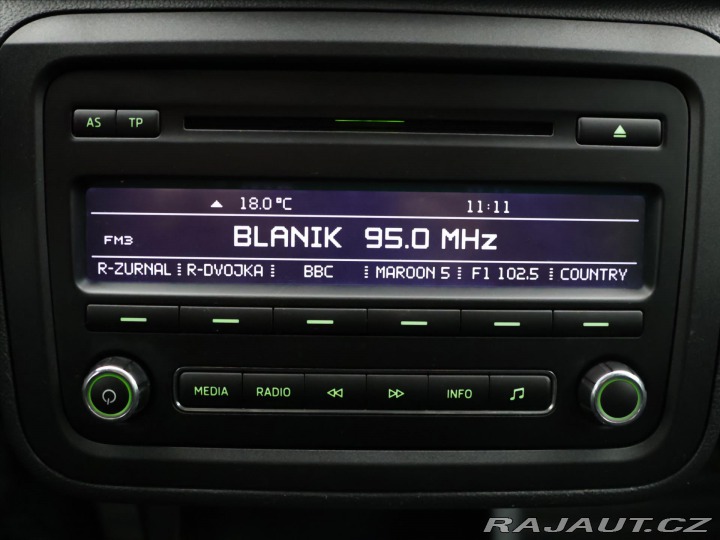 AS TP
18.0°C 11:11
FM3 BLANIK 95.0 MHz
R-ZURNAL R-DVOJKA BBC MAROON 5 F1 102.5 COUNTRY
MEDIA RADIO INFO
RAJAUT.CZ